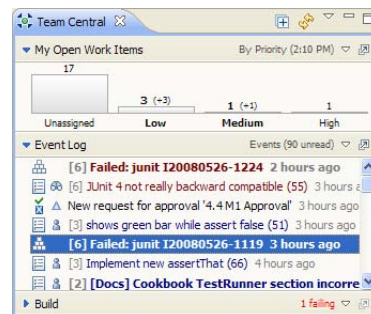 Team Central
My Open Work Items By Priority (2:10 PM)
17
3 (+3)
1 (+1)
1
Unassigned Low Medium High
Event Log Events (90 unread)
[6] Failed: junit I20080526-1224 2 hours ago
[6] JUnit 4 not really backward compatible (55) 3 hours a
New request for approval '4.4 M1 Approval' 3 hours ago
[3] shows green bar while assert false (51) 3 hours ago
[6] Failed: junit I20080526-1119 3 hours ago
[3] Implement new assertThat (66) 4 hours ago
[2] [Docs] Cookbook TestRunner section incorre
Build 1 failing